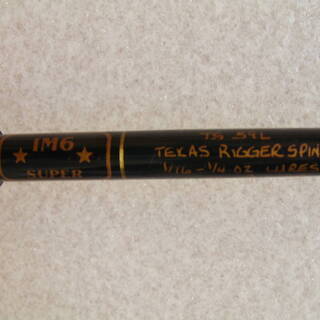 IM6
SUPER
TEXAS RIGGER SPIN
1/16 - 1/4 OZ LURES